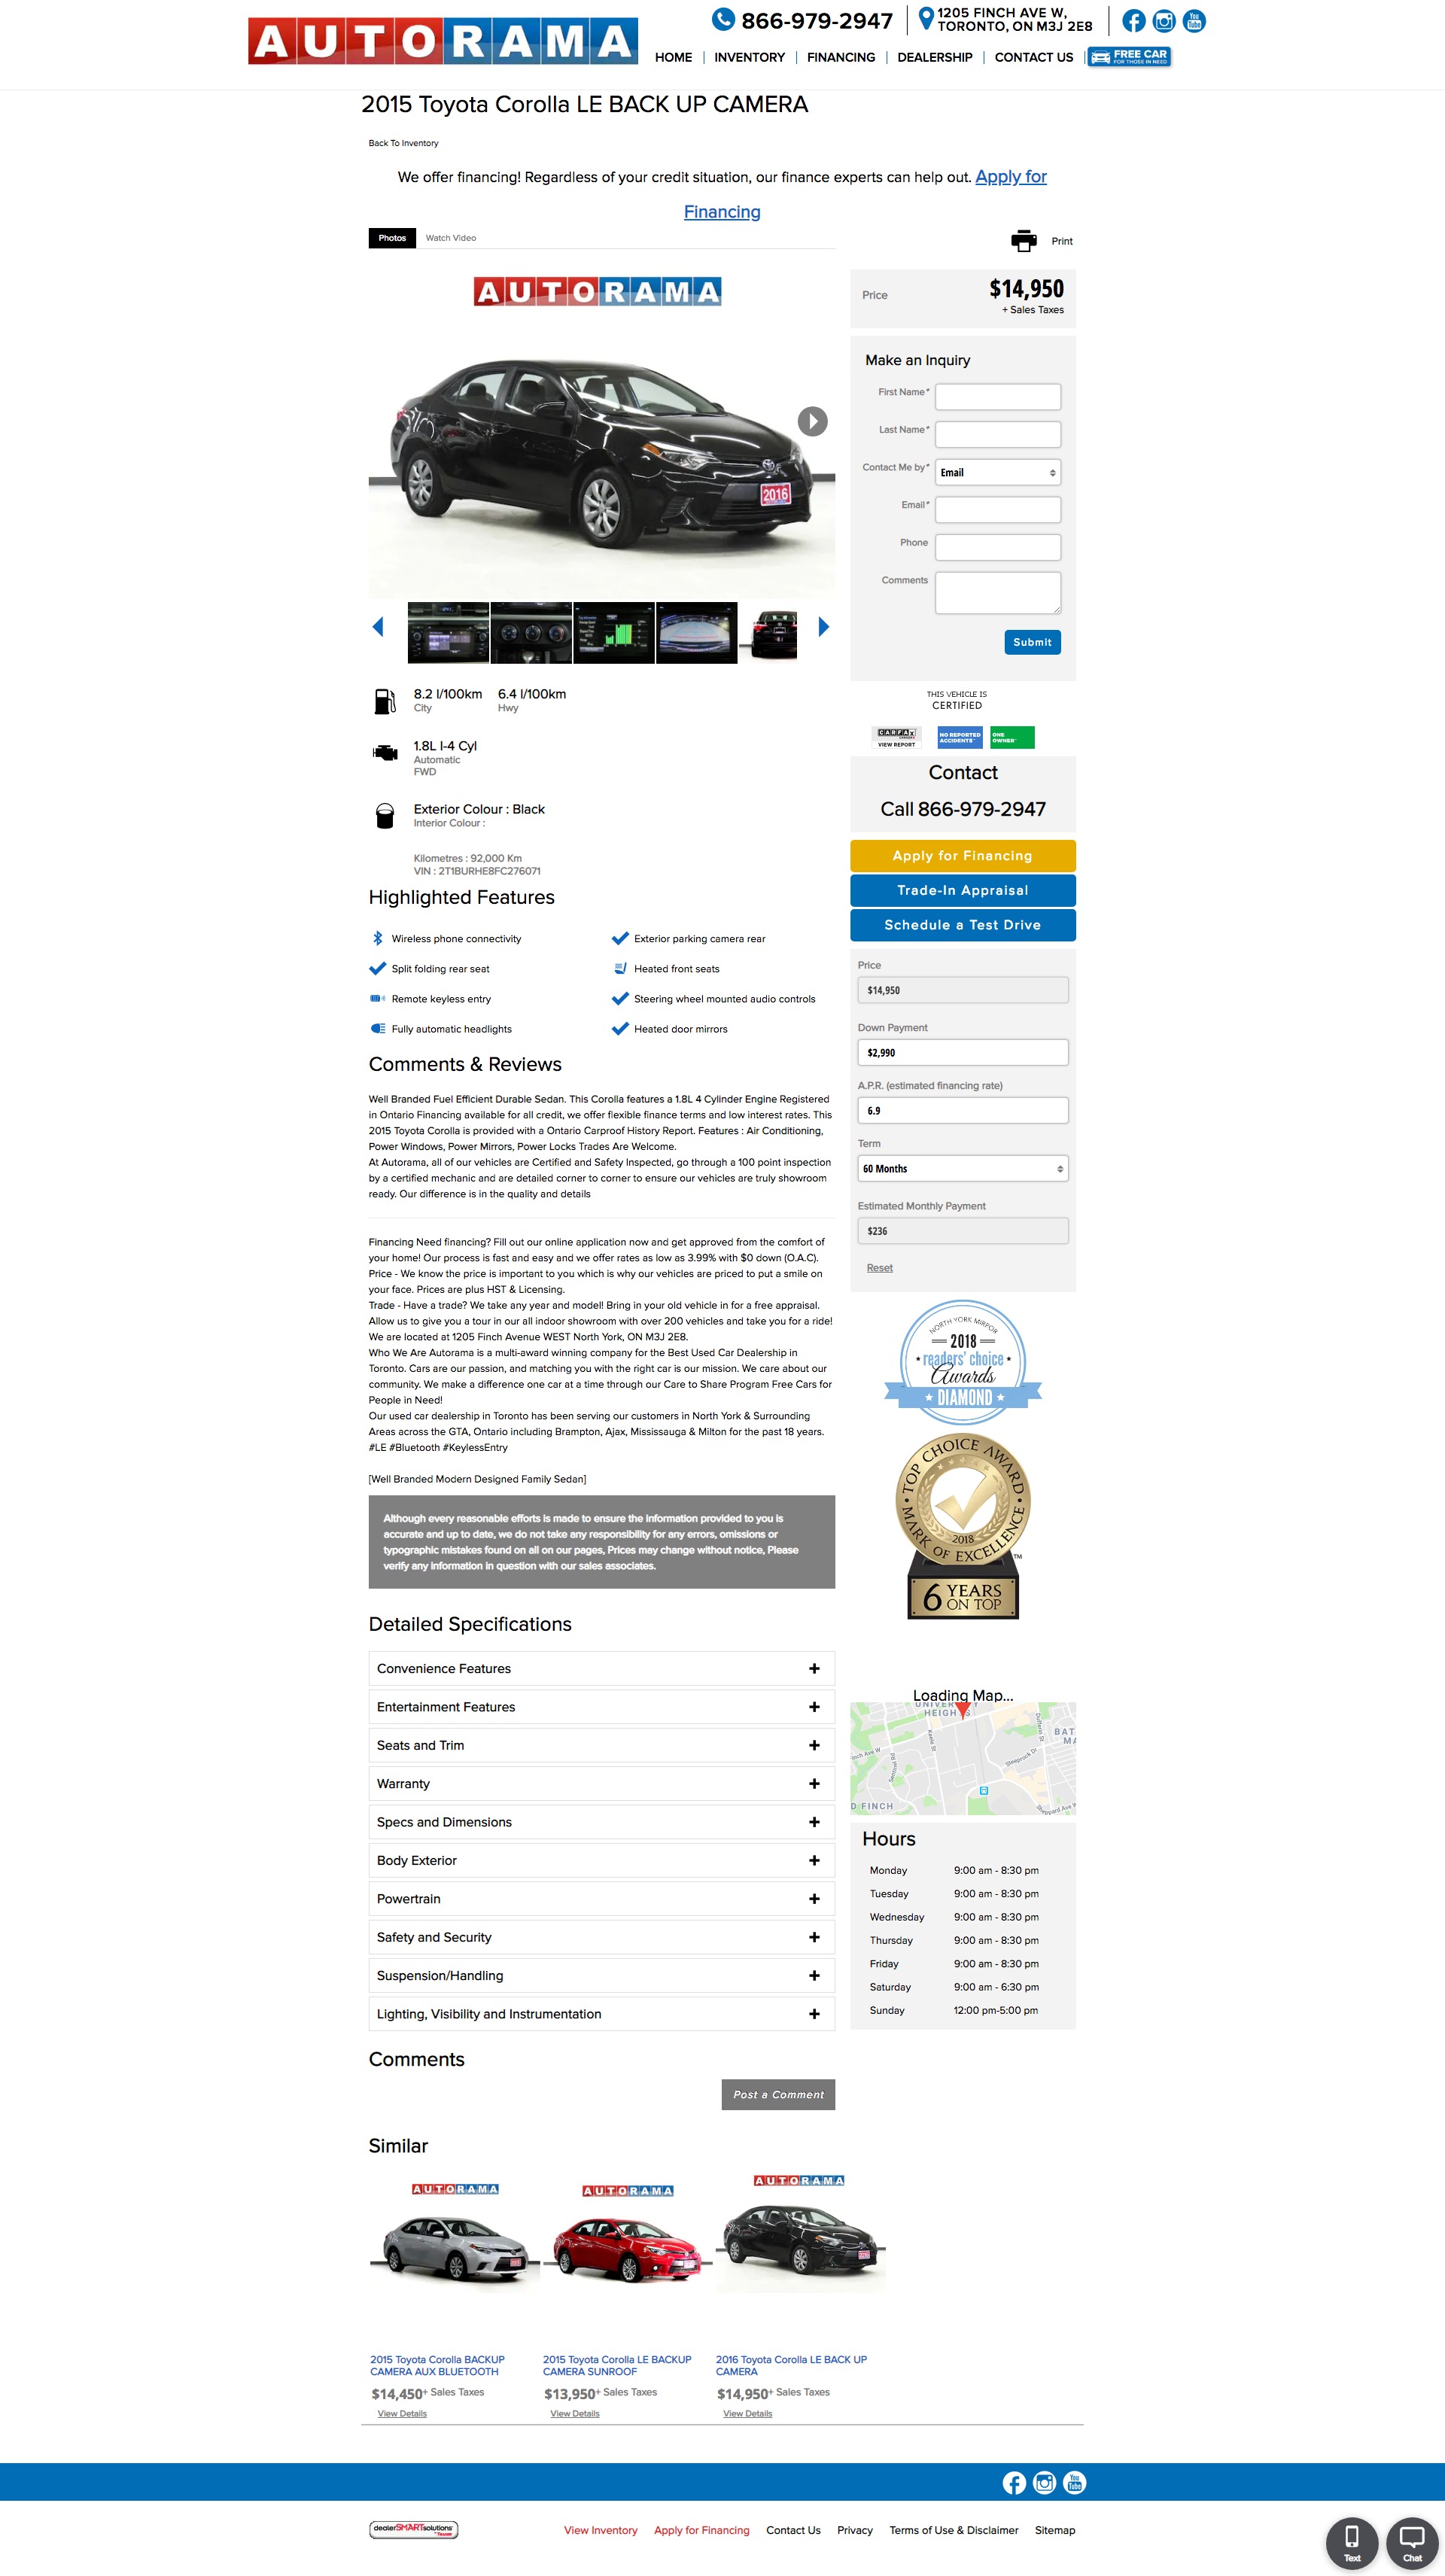 AUTORAMA
866-979-2947
1205 FINCH AVE W,
TORONTO, ON M3J 2E8
HOME
INVENTORY
FINANCING
DEALERSHIP
CONTACT US
FREE CAR
FOR THOSE IN NEED
2015 Toyota Corolla LE BACK UP CAMERA
Back To Inventory
We offer financing! Regardless of your credit situation, our finance experts can help out. Apply for
Financing
Photos
Watch Video
Print
AUTORAMA
2016
Price
$14,950
+ Sales Taxes
Make an Inquiry
First Name*
Last Name*
Contact Me by*
Email
Email*
Phone
Comments
Submit
8.2 l/100km
City
6.4 l/100km
Hwy
1.8L I-4 Cyl
Automatic
FWD
Exterior Colour : Black
Interior Colour :
Kilometres : 92,000 Km
VIN : 2T1BURHE8FC276071
THIS VEHICLE IS
CERTIFIED
CARFAX
VIEW REPORT
NO REPORTED
ACCIDENTS
ONE
OWNER
Contact
Call 866-979-2947
Apply for Financing
Trade-In Appraisal
Schedule a Test Drive
Highlighted Features
Wireless phone connectivity
Exterior parking camera rear
Split folding rear seat
Heated front seats
Remote keyless entry
Steering wheel mounted audio controls
Fully automatic headlights
Heated door mirrors
Price
$14,950
Down Payment
$2,990
A.P.R. (estimated financing rate)
6.9
Term
60 Months
Estimated Monthly Payment
$236
Reset
Comments & Reviews
Well Branded Fuel Efficient Durable Sedan. This Corolla features a 1.8L 4 Cylinder Engine Registered
in Ontario Financing available for all credit, we offer flexible finance terms and low interest rates. This
2015 Toyota Corolla is provided with a Ontario Carproof History Report. Features : Air Conditioning,
Power Windows, Power Mirrors, Power Locks Trades Are Welcome.
At Autorama, all of our vehicles are Certified and Safety Inspected, go through a 100 point inspection
by a certified mechanic and are detailed corner to corner to ensure our vehicles are truly showroom
ready. Our difference is in the quality and details
Financing Need financing? Fill out our online application now and get approved from the comfort of
your home! Our process is fast and easy and we offer rates as low as 3.99% with $0 down (O.A.C).
Price - We know the price is important to you which is why our vehicles are priced to put a smile on
your face. Prices are plus HST & Licensing.
Trade - Have a trade? We take any year and model! Bring in your old vehicle in for a free appraisal.
Allow us to give you a tour in our all indoor showroom with over 200 vehicles and take you for a ride!
We are located at 1205 Finch Avenue WEST North York, ON M3J 2E8.
Who We Are Autorama is a multi-award winning company for the Best Used Car Dealership in
Toronto. Cars are our passion, and matching you with the right car is our mission. We care about our
community. We make a difference one car at a time through our Care to Share Program Free Cars for
People in Need!
Our used car dealership in Toronto has been serving our customers in North York & Surrounding
Areas across the GTA, Ontario including Brampton, Ajax, Mississauga & Milton for the past 18 years.
#LE #Bluetooth #KeylessEntry
[Well Branded Modern Designed Family Sedan]
Although every reasonable efforts is made to ensure the information provided to you is
accurate and up to date, we do not take any responsibility for any errors, omissions or
typographic mistakes found on all on our pages, Prices may change without notice, Please
verify any information in question with our sales associates.
NORTH YORK MIRROR
2018
readers' choice
Awards
DIAMOND
TOP CHOICE AWARD
2018
MARK OF EXCELLENCE
TM
6 YEARS
ON TOP
Detailed Specifications
Convenience Features
Entertainment Features
Seats and Trim
Warranty
Specs and Dimensions
Body Exterior
Powertrain
Safety and Security
Suspension/Handling
Lighting, Visibility and Instrumentation
Loading Map...
UNIVERSITY
HEIGHTS
Keele St
Dufferin St
BAT
MA
inch Ave W
Sentinel Rd
Steeprock Dr
D FINCH
Sheppard Ave W
Hours
Monday 9:00 am - 8:30 pm
Tuesday 9:00 am - 8:30 pm
Wednesday 9:00 am - 8:30 pm
Thursday 9:00 am - 8:30 pm
Friday 9:00 am - 8:30 pm
Saturday 9:00 am - 6:30 pm
Sunday 12:00 pm-5:00 pm
Comments
Post a Comment
Similar
AUTORAMA
AUTORAMA
AUTORAMA
2015 Toyota Corolla BACKUP
CAMERA AUX BLUETOOTH
$14,450+ Sales Taxes
View Details
2015 Toyota Corolla LE BACKUP
CAMERA SUNROOF
$13,950+ Sales Taxes
View Details
2016 Toyota Corolla LE BACK UP
CAMERA
$14,950+ Sales Taxes
View Details
dealerSMARTsolutions
View Inventory
Apply for Financing
Contact Us
Privacy
Terms of Use & Disclaimer
Sitemap
Text
Chat